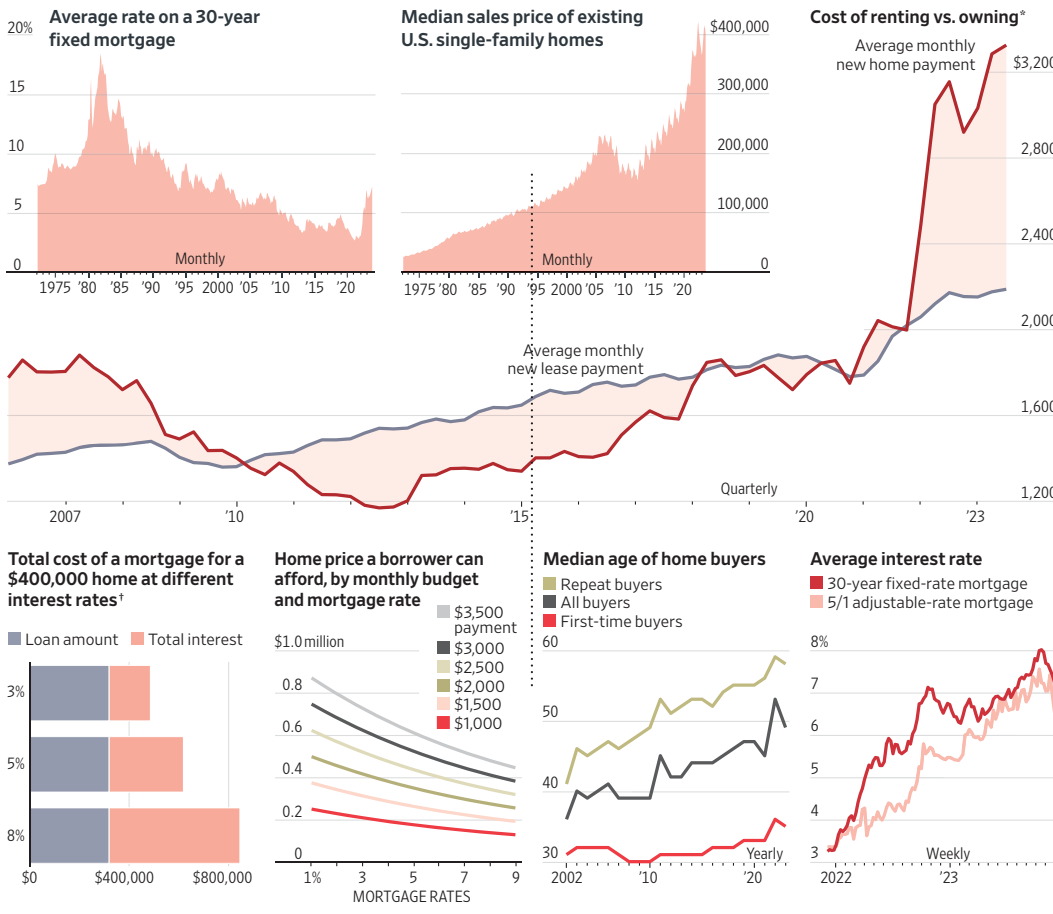 Average rate on a 30-year
fixed mortgage
20%
15
10
5
0
Monthly
1975 '80 '85 '90 '95 2000 '05 '10 '15 '20
Median sales price of existing
U.S. single-family homes
$400,000
300,000
200,000
100,000
0
Monthly
1975 '80 '85 '90 '95 2000 '05 '10 '15 '20
Cost of renting vs. owning*
Average monthly
new home payment
$3,200
2,800
2,400
2,000
1,600
1,200
Average monthly
new lease payment
Quarterly
2007 '10 '15 '20 '23
Total cost of a mortgage for a
$400,000 home at different
interest rates†
Loan amount Total interest
3%
5%
8%
$0 $400,000 $800,000
Home price a borrower can
afford, by monthly budget
and mortgage rate
$3,500
payment
$3,000
$2,500
$2,000
$1,500
$1,000
$1.0 million
0.8
0.6
0.4
0.2
0
1% 3 5 7 9
MORTGAGE RATES
Median age of home buyers
Repeat buyers
All buyers
First-time buyers
60
50
40
30
Yearly
2002 '10 '20
Average interest rate
30-year fixed-rate mortgage
5/1 adjustable-rate mortgage
8%
7
6
5
4
3
Weekly
2022 '23